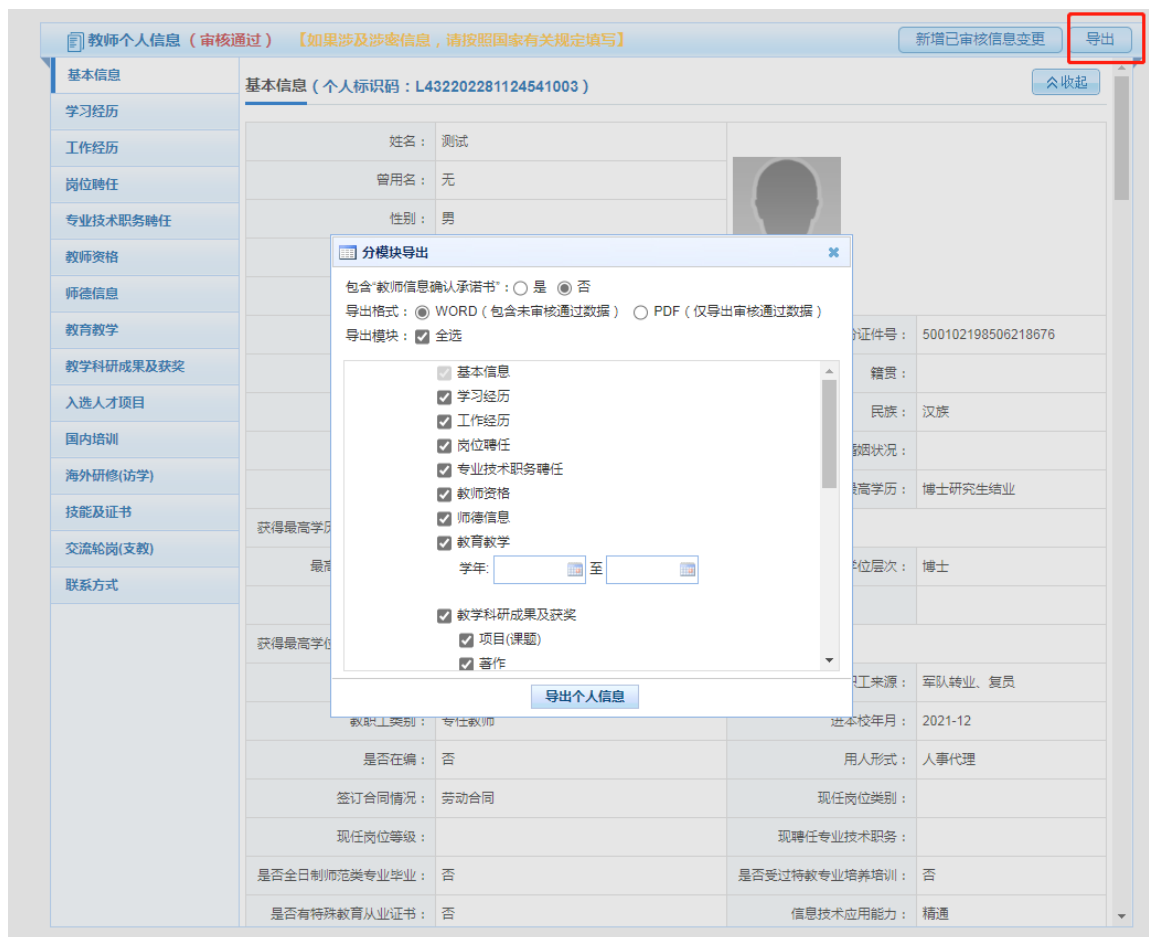 教师个人信息（审核通过） 【如果涉及涉密信息，请按照国家有关规定填写】 新增已审核信息变更 导出
基本信息
学习经历
工作经历
岗位聘任
专业技术职务聘任
教师资格
师德信息
教育教学
教学科研成果及获奖
入选人才项目
国内培训
海外研修(访学)
技能及证书
交流轮岗(支教)
联系方式
基本信息（个人标识码：L432202281124541003） 收起
姓名： 测试
曾用名： 无
性别： 男
分模块导出
包含“教师信息确认承诺书”： 是 否
导出格式： WORD（包含未审核通过数据） PDF（仅导出审核通过数据）
导出模块： 全选
基本信息
学习经历
工作经历
岗位聘任
专业技术职务聘任
教师资格
师德信息
教育教学
学年: 至
教学科研成果及获奖
项目(课题)
著作
导出个人信息
证件号： 500102198506218676
籍贯：
民族： 汉族
婚姻状况：
最高学历： 博士研究生结业
获得最高学历
最高 学位层次： 博士
获得最高学位
职工来源： 军队转业、复员
教职工类别： 专任教师 进本校年月： 2021-12
是否在编： 否 用人形式： 人事代理
签订合同情况： 劳动合同 现任岗位类别：
现任岗位等级： 现聘任专业技术职务：
是否全日制师范类专业毕业： 否 是否受过特教专业培养培训： 否
是否有特殊教育从业证书： 否 信息技术应用能力： 精通